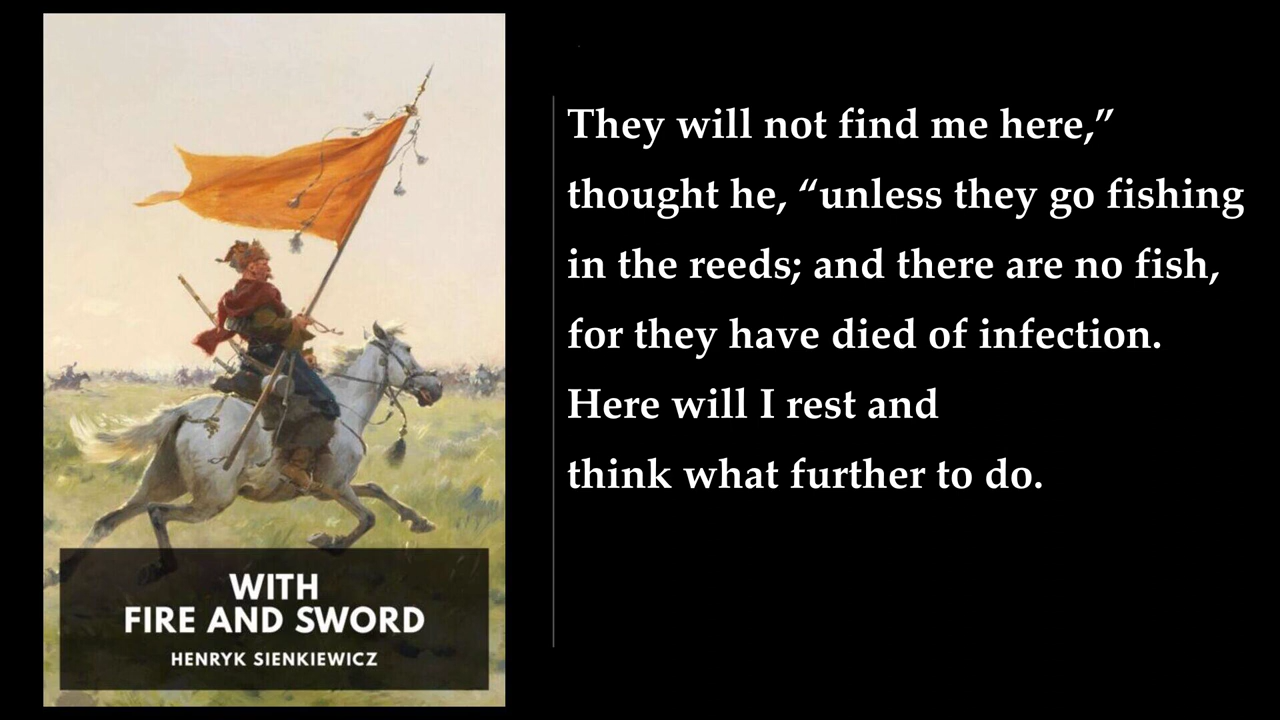 WITH
FIRE AND SWORD
HENRYK SIENKIEWICZ
They will not find me here,”
thought he, “unless they go fishing
in the reeds; and there are no fish,
for they have died of infection.
Here will I rest and
think what further to do.